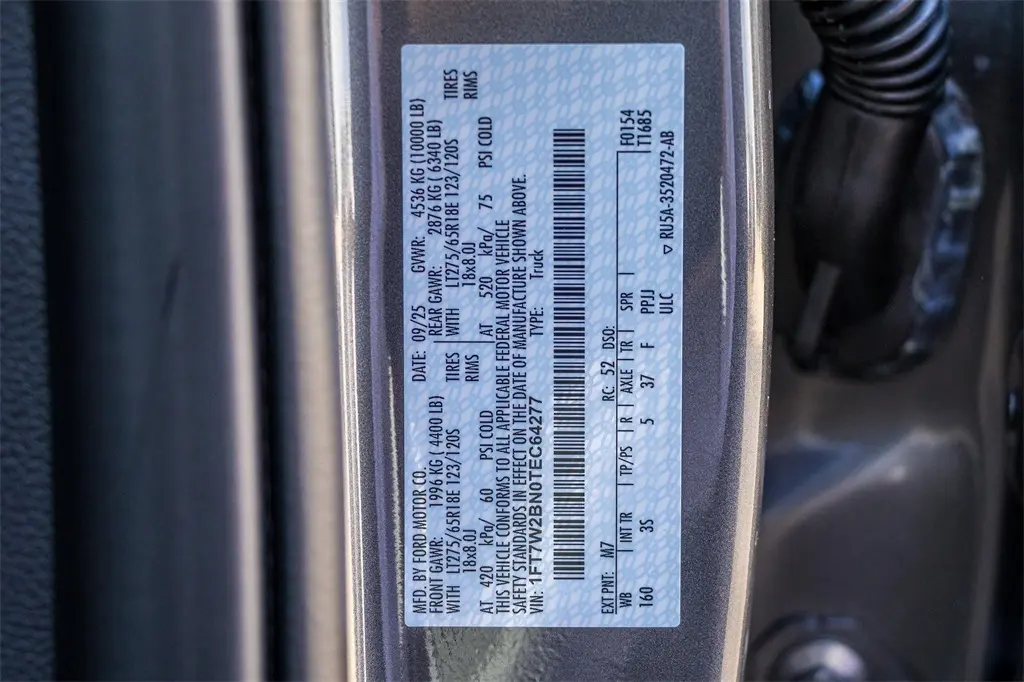 MFD. BY FORD MOTOR CO. DATE: 09/25 GVWR: 4536 KG (10000 LB)
FRONT GAWR: 1996 KG ( 4400 LB) REAR GAWR: 2876 KG ( 6340 LB)
WITH LT275/65R18E 123/120S TIRES WITH LT275/65R18E 123/120S TIRES
18x8.0J RIMS 18x8.0J RIMS
AT 420 kPa/ 60 PSI COLD AT 520 kPa/ 75 PSI COLD
THIS VEHICLE CONFORMS TO ALL APPLICABLE FEDERAL MOTOR VEHICLE
SAFETY STANDARDS IN EFFECT ON THE DATE OF MANUFACTURE SHOWN ABOVE.
VIN: 1FT7W2BN0TEC64277 TYPE: Truck
EXT PNT: M7 RC: 52 DSO: F0154
WB | INT TR | TP/PS | R | AXLE | TR | SPR | T1685
160 3S 5 37 F PPJJ
ULC ▽ RU5A-3520472-AB